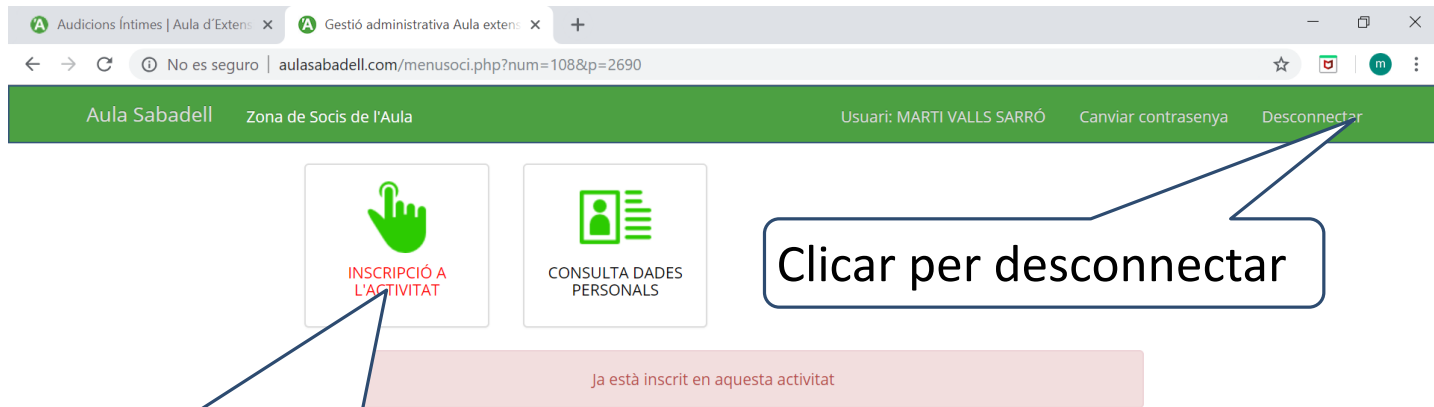 Audicions Íntimes | Aula d´Extens
Gestió administrativa Aula extens
No es seguro | aulasabadell.com/menusoci.php?num=108&p=2690
m
Aula Sabadell Zona de Socis de l'Aula Usuari: MARTI VALLS SARRÓ Canviar contrasenya Desconnectar
INSCRIPCIÓ A
L'ACTIVITAT
CONSULTA DADES
PERSONALS
Clicar per desconnectar
Ja està inscrit en aquesta activitat